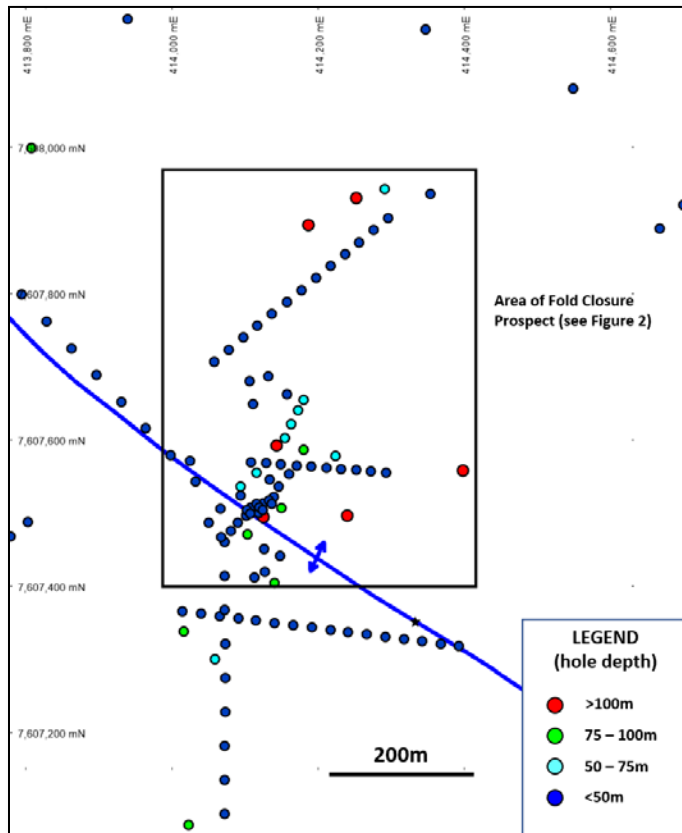 413,800 mE
414,000 mE
414,200 mE
414,400 mE
414,600 mE
7,608,000 mN
607,800 mN
7,607,600 mN
7,607,400 mN
7,607,200 mN
Area of Fold Closure
Prospect (see Figure 2)
200m
LEGEND
(hole depth)
>100m
75 – 100m
50 – 75m
<50m